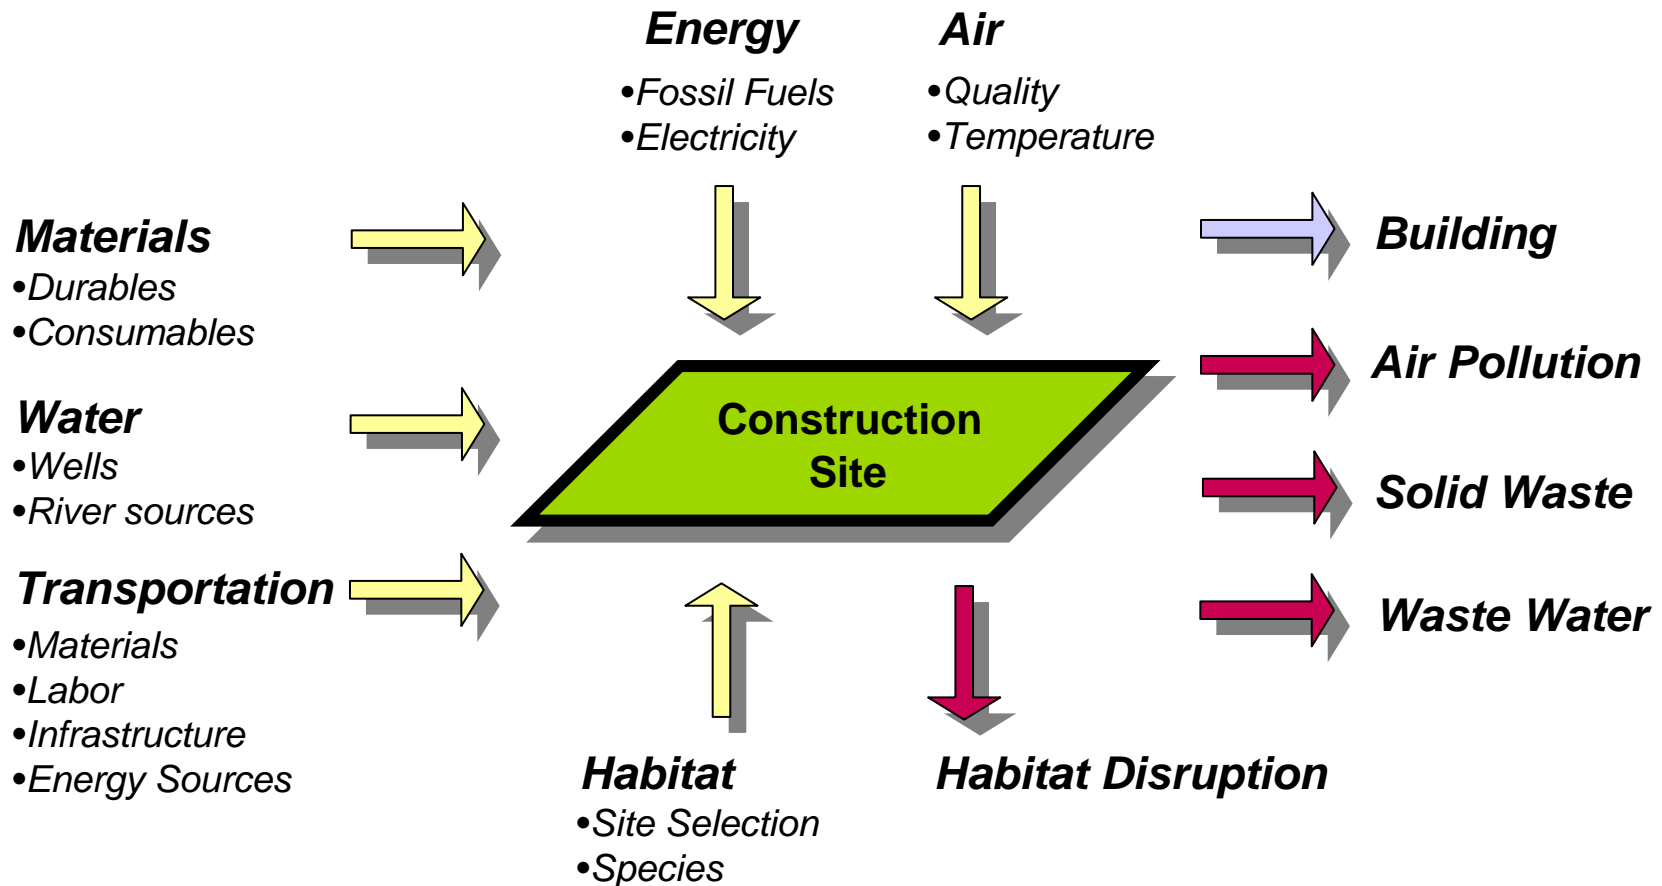 Energy
•Fossil Fuels
•Electricity
Air
•Quality
•Temperature
Materials
•Durables
•Consumables
Water
•Wells
•River sources
Transportation
•Materials
•Labor
•Infrastructure
•Energy Sources
Construction
Site
Habitat
•Site Selection
•Species
Habitat Disruption
Building
Air Pollution
Solid Waste
Waste Water